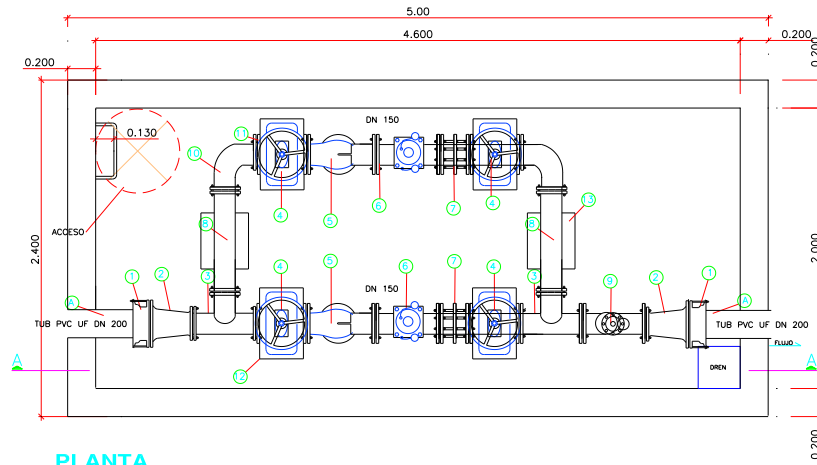 5.00
4.600
0.200
0.200
0.200
DN 150
0.130
11
10
4
5
6
7
4
13
8
8
ACCESO
2.400
2.000
1
2
3
4
5
DN 150
6
7
4
3
9
2
1
A
A
TUB PVC UF DN 200
TUB PVC UF DN 200
FLUJO
A
A
DREN
12
0.200
PLANTA